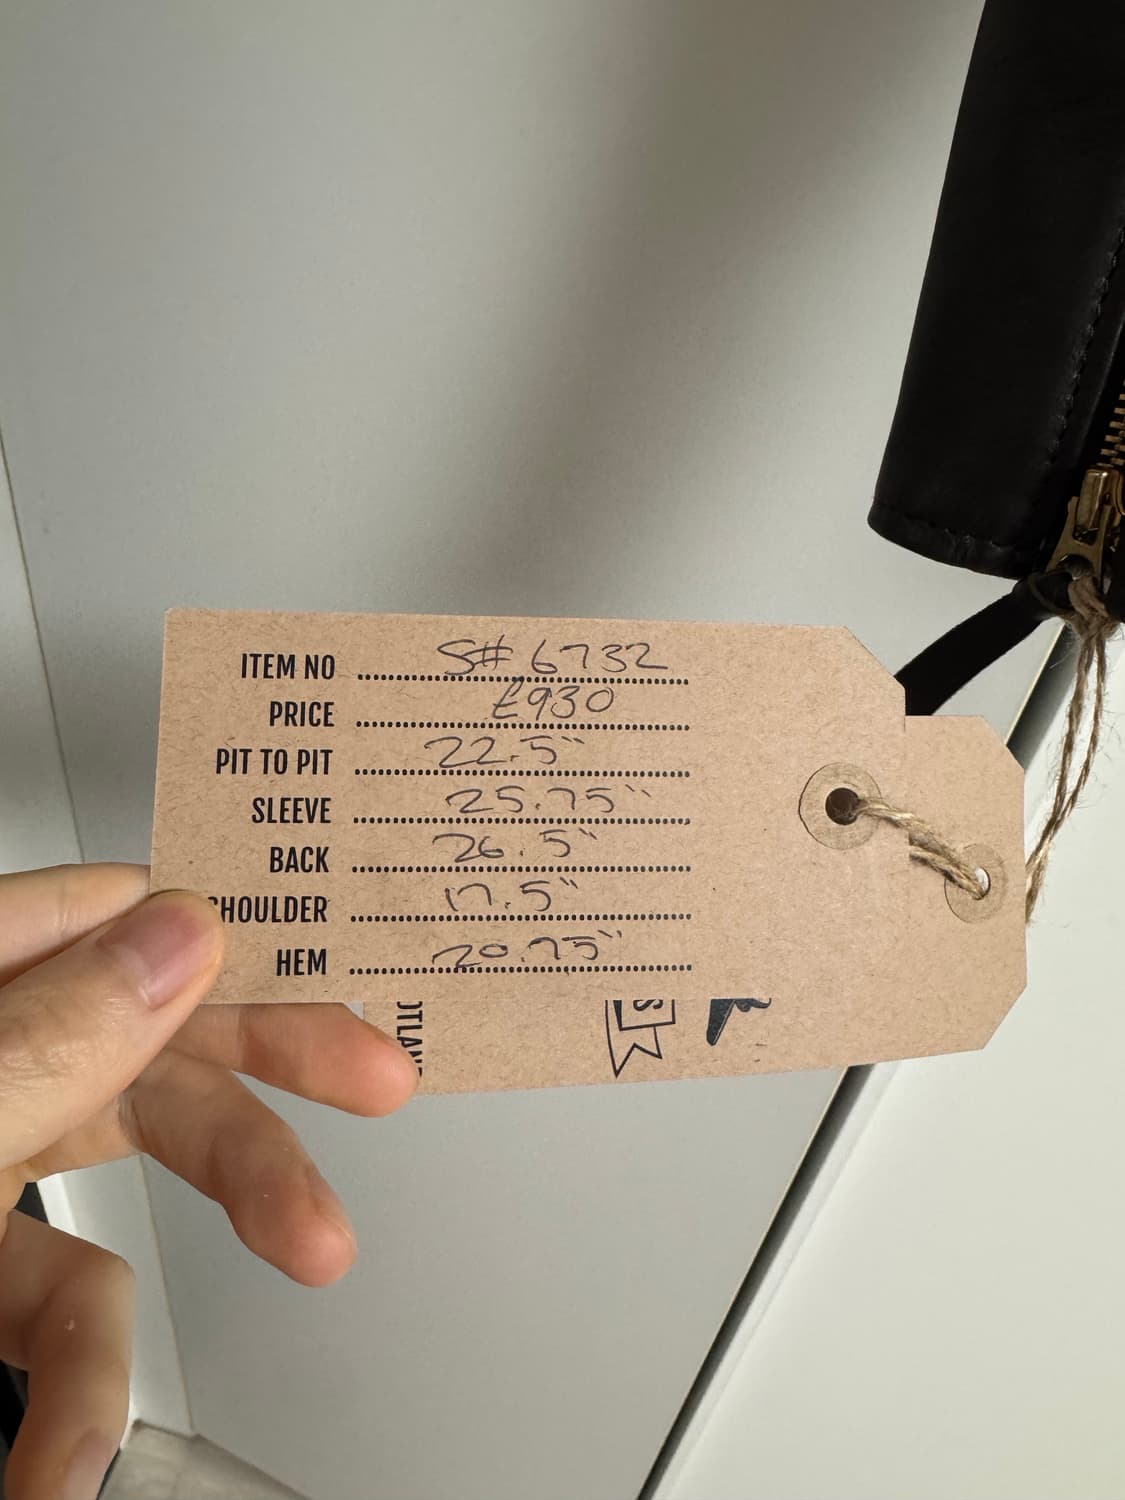 ITEM NO S# 6732
PRICE £930
PIT TO PIT 22.5"
SLEEVE 25.75"
BACK 26.5"
SHOULDER 17.5"
HEM 20.75"